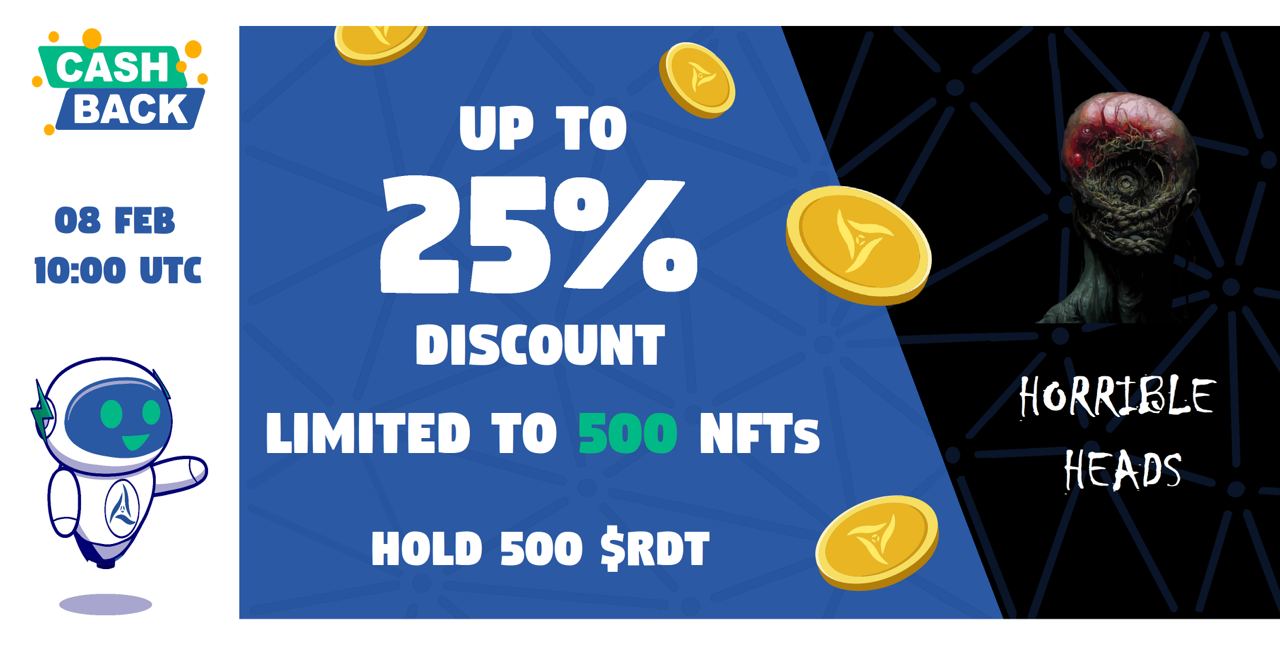 CASH
BACK
08 FEB
10:00 UTC
UP TO
25%
DISCOUNT
LIMITED TO 500 NFTs
HOLD 500 $RDT
HORRIBLE
HEADS